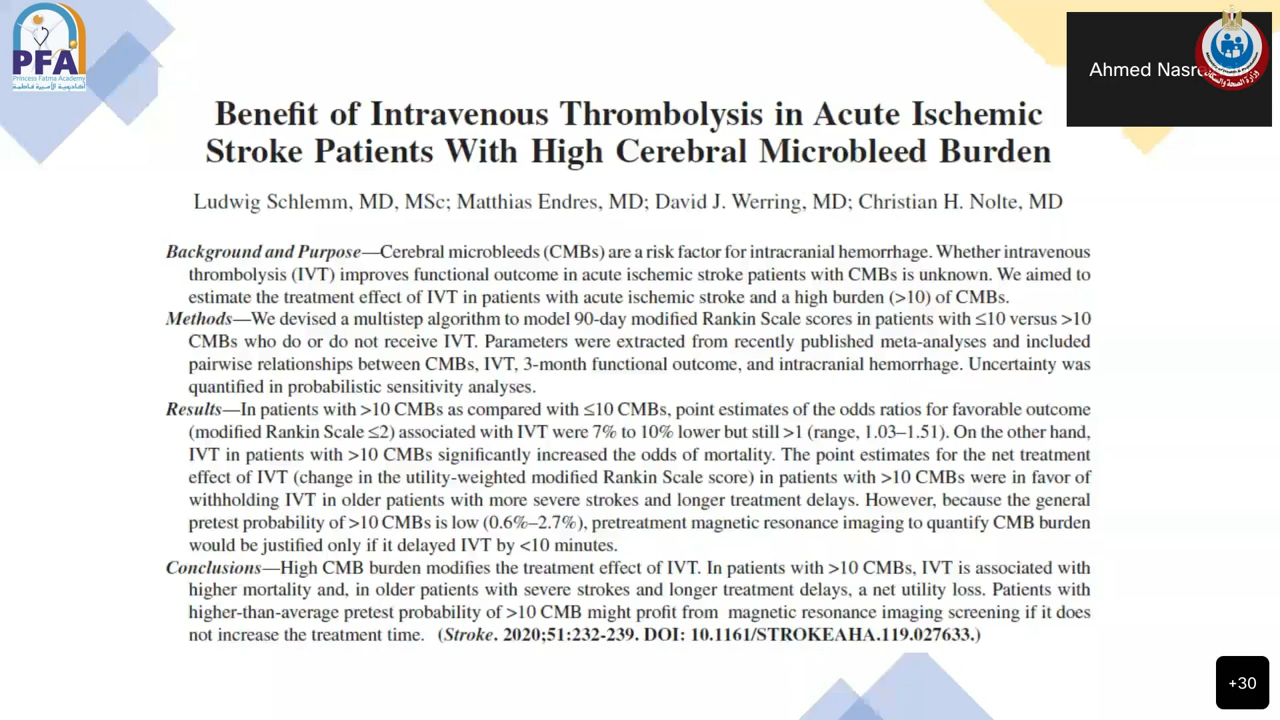 PFA
Princess Fatma Academy
أكاديمية الأميرة فاطمة
Ahmed
وزارة الصحة والسكان
Benefit of Intravenous Thrombolysis in Acute Ischemic
Stroke Patients With High Cerebral Microbleed Burden
Ludwig Schlemm, MD, MSc; Matthias Endres, MD; David J. Werring, MD; Christian H. Nolte, MD
Background and Purpose—Cerebral microbleeds (CMBs) are a risk factor for intracranial hemorrhage. Whether intravenous
thrombolysis (IVT) improves functional outcome in acute ischemic stroke patients with CMBs is unknown. We aimed to
estimate the treatment effect of IVT in patients with acute ischemic stroke and a high burden (>10) of CMBs.
Methods—We devised a multistep algorithm to model 90-day modified Rankin Scale scores in patients with ≤10 versus >10
CMBs who do or do not receive IVT. Parameters were extracted from recently published meta-analyses and included
pairwise relationships between CMBs, IVT, 3-month functional outcome, and intracranial hemorrhage. Uncertainty was
quantified in probabilistic sensitivity analyses.
Results—In patients with >10 CMBs as compared with ≤10 CMBs, point estimates of the odds ratios for favorable outcome
(modified Rankin Scale ≤2) associated with IVT were 7% to 10% lower but still >1 (range, 1.03–1.51). On the other hand,
IVT in patients with >10 CMBs significantly increased the odds of mortality. The point estimates for the net treatment
effect of IVT (change in the utility-weighted modified Rankin Scale score) in patients with >10 CMBs were in favor of
withholding IVT in older patients with more severe strokes and longer treatment delays. However, because the general
pretest probability of >10 CMBs is low (0.6%–2.7%), pretreatment magnetic resonance imaging to quantify CMB burden
would be justified only if it delayed IVT by <10 minutes.
Conclusions—High CMB burden modifies the treatment effect of IVT. In patients with >10 CMBs, IVT is associated with
higher mortality and, in older patients with severe strokes and longer treatment delays, a net utility loss. Patients with
higher-than-average pretest probability of >10 CMB might profit from magnetic resonance imaging screening if it does
not increase the treatment time. (Stroke. 2020;51:232-239. DOI: 10.1161/STROKEAHA.119.027633.)
+30